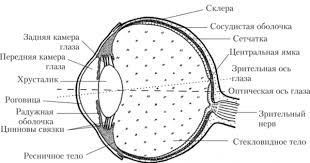 Склера
Сосудистая оболочка
Сетчатка
Центральная ямка
Зрительная ось
глаза
Оптическая ось глаза
Зрительный
нерв
Стекловидное тело
Задняя камера
глаза
Передняя камера
глаза
Хрусталик
Роговица
Радужная
оболочка
Цинновы связки
Ресничное тело